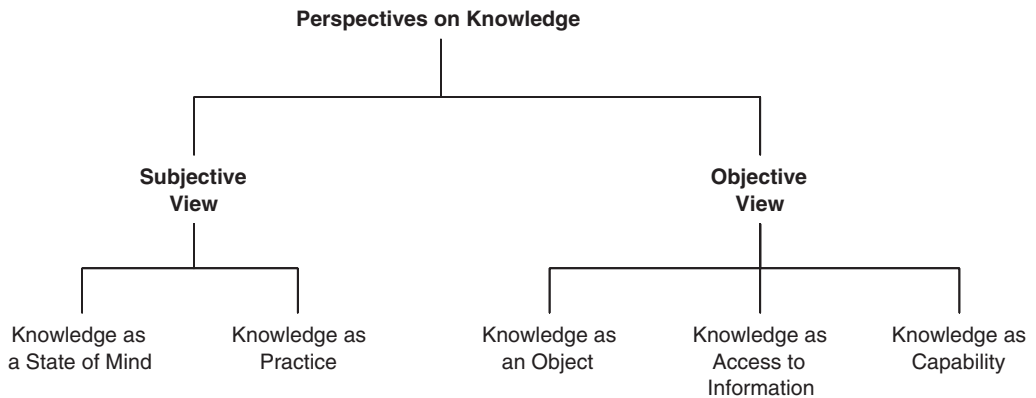 Perspectives on Knowledge
Subjective
View
Objective
View
Knowledge as
a State of Mind
Knowledge as
Practice
Knowledge as
an Object
Knowledge as
Access to
Information
Knowledge as
Capability